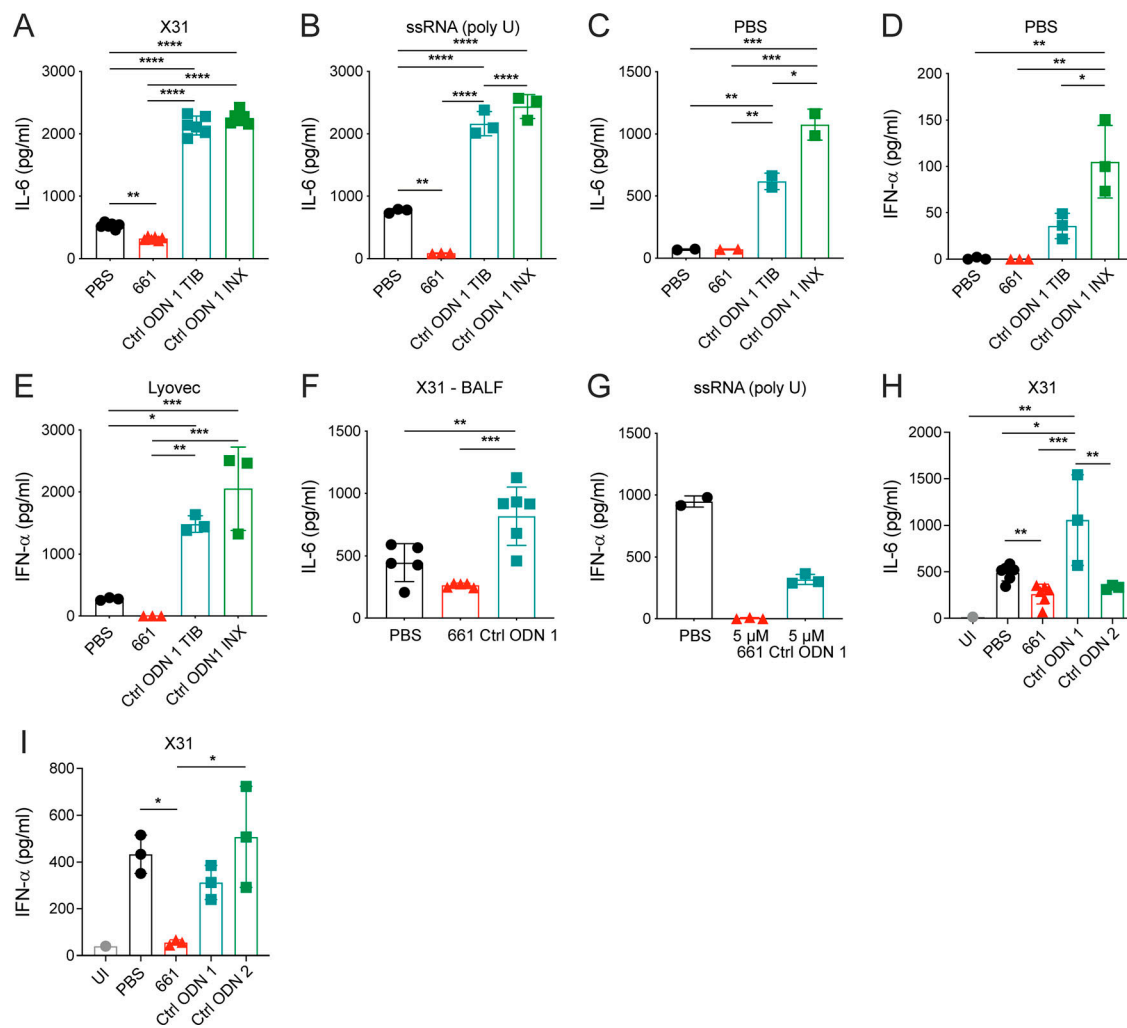 A
X31
****
****
****
****
**
IL-6 (pg/ml)
3000
2000
1000
0
PBS
661
Ctrl ODN 1 TIB
Ctrl ODN 1 INX
B
ssRNA (poly U)
****
****
****
****
**
IL-6 (pg/ml)
3000
2000
1000
0
PBS
661
Ctrl ODN 1 TIB
Ctrl ODN 1 INX
C
PBS
***
***
*
**
**
IL-6 (pg/ml)
1500
1000
500
0
PBS
661
Ctrl ODN 1 TIB
Ctrl ODN 1 INX
D
PBS
**
**
*
IFN-α (pg/ml)
200
150
100
50
0
PBS
661
Ctrl ODN 1 TIB
Ctrl ODN 1 INX
E
Lyovec
***
*
***
**
IFN-α (pg/ml)
3000
2000
1000
0
PBS
661
Ctrl ODN 1 TIB
Ctrl ODN1 INX
F
X31 - BALF
**
***
IL-6 (pg/ml)
1500
1000
500
0
PBS
661
Ctrl ODN 1
G
ssRNA (poly U)
IFN-α (pg/ml)
1500
1000
500
0
PBS
5 µM
661
5 µM
Ctrl ODN 1
H
X31
**
*
***
**
**
IL-6 (pg/ml)
2000
1500
1000
500
0
UI
PBS
661
Ctrl ODN 1
Ctrl ODN 2
I
X31
*
*
IFN-α (pg/ml)
800
600
400
200
0
UI
PBS
661
Ctrl ODN 1
Ctrl ODN 2